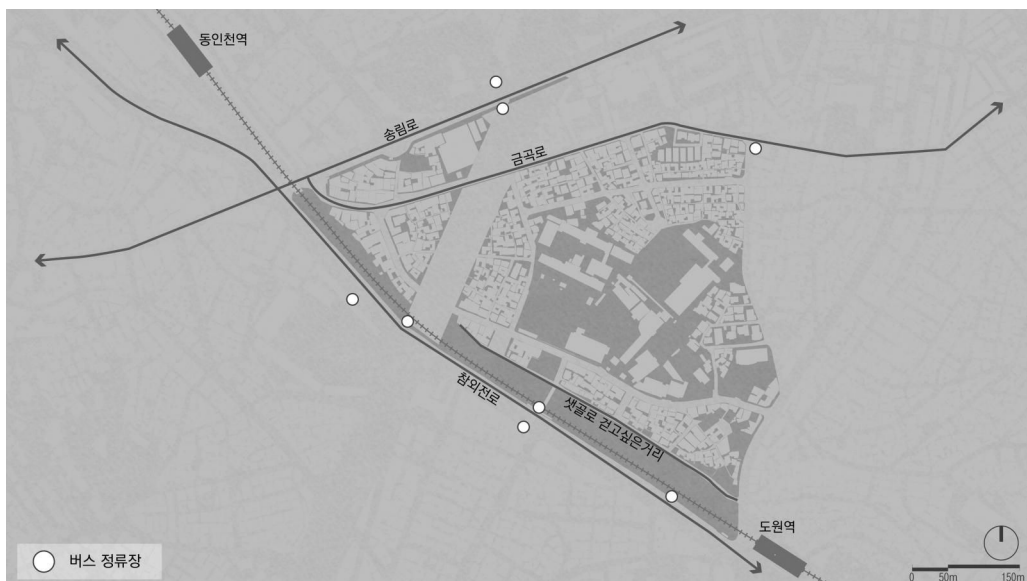 동인천역
송림로
금곡로
참외전로
샛골로 걷고싶은거리
도원역
버스 정류장
0 50m 150m